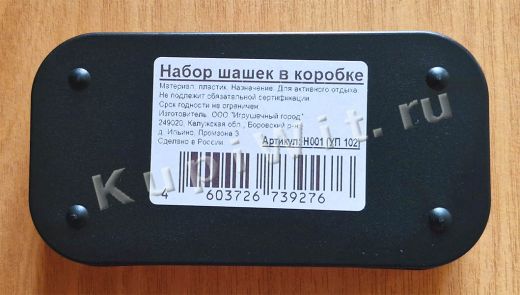 Набор шашек в коробке
Материал: пластик. Назначение: Для активного отдыха.
Не подлежит обязательной сертификации.
Срок годности не ограничен.
Изготовитель: ООО "Игрушечный город"
249020, Калужская обл., Боровский р-н
д. Ильино, Промзона 3
Сделано в России Артикул: Н001 (УП 102)
4 603726 739276
KupiWit.ru